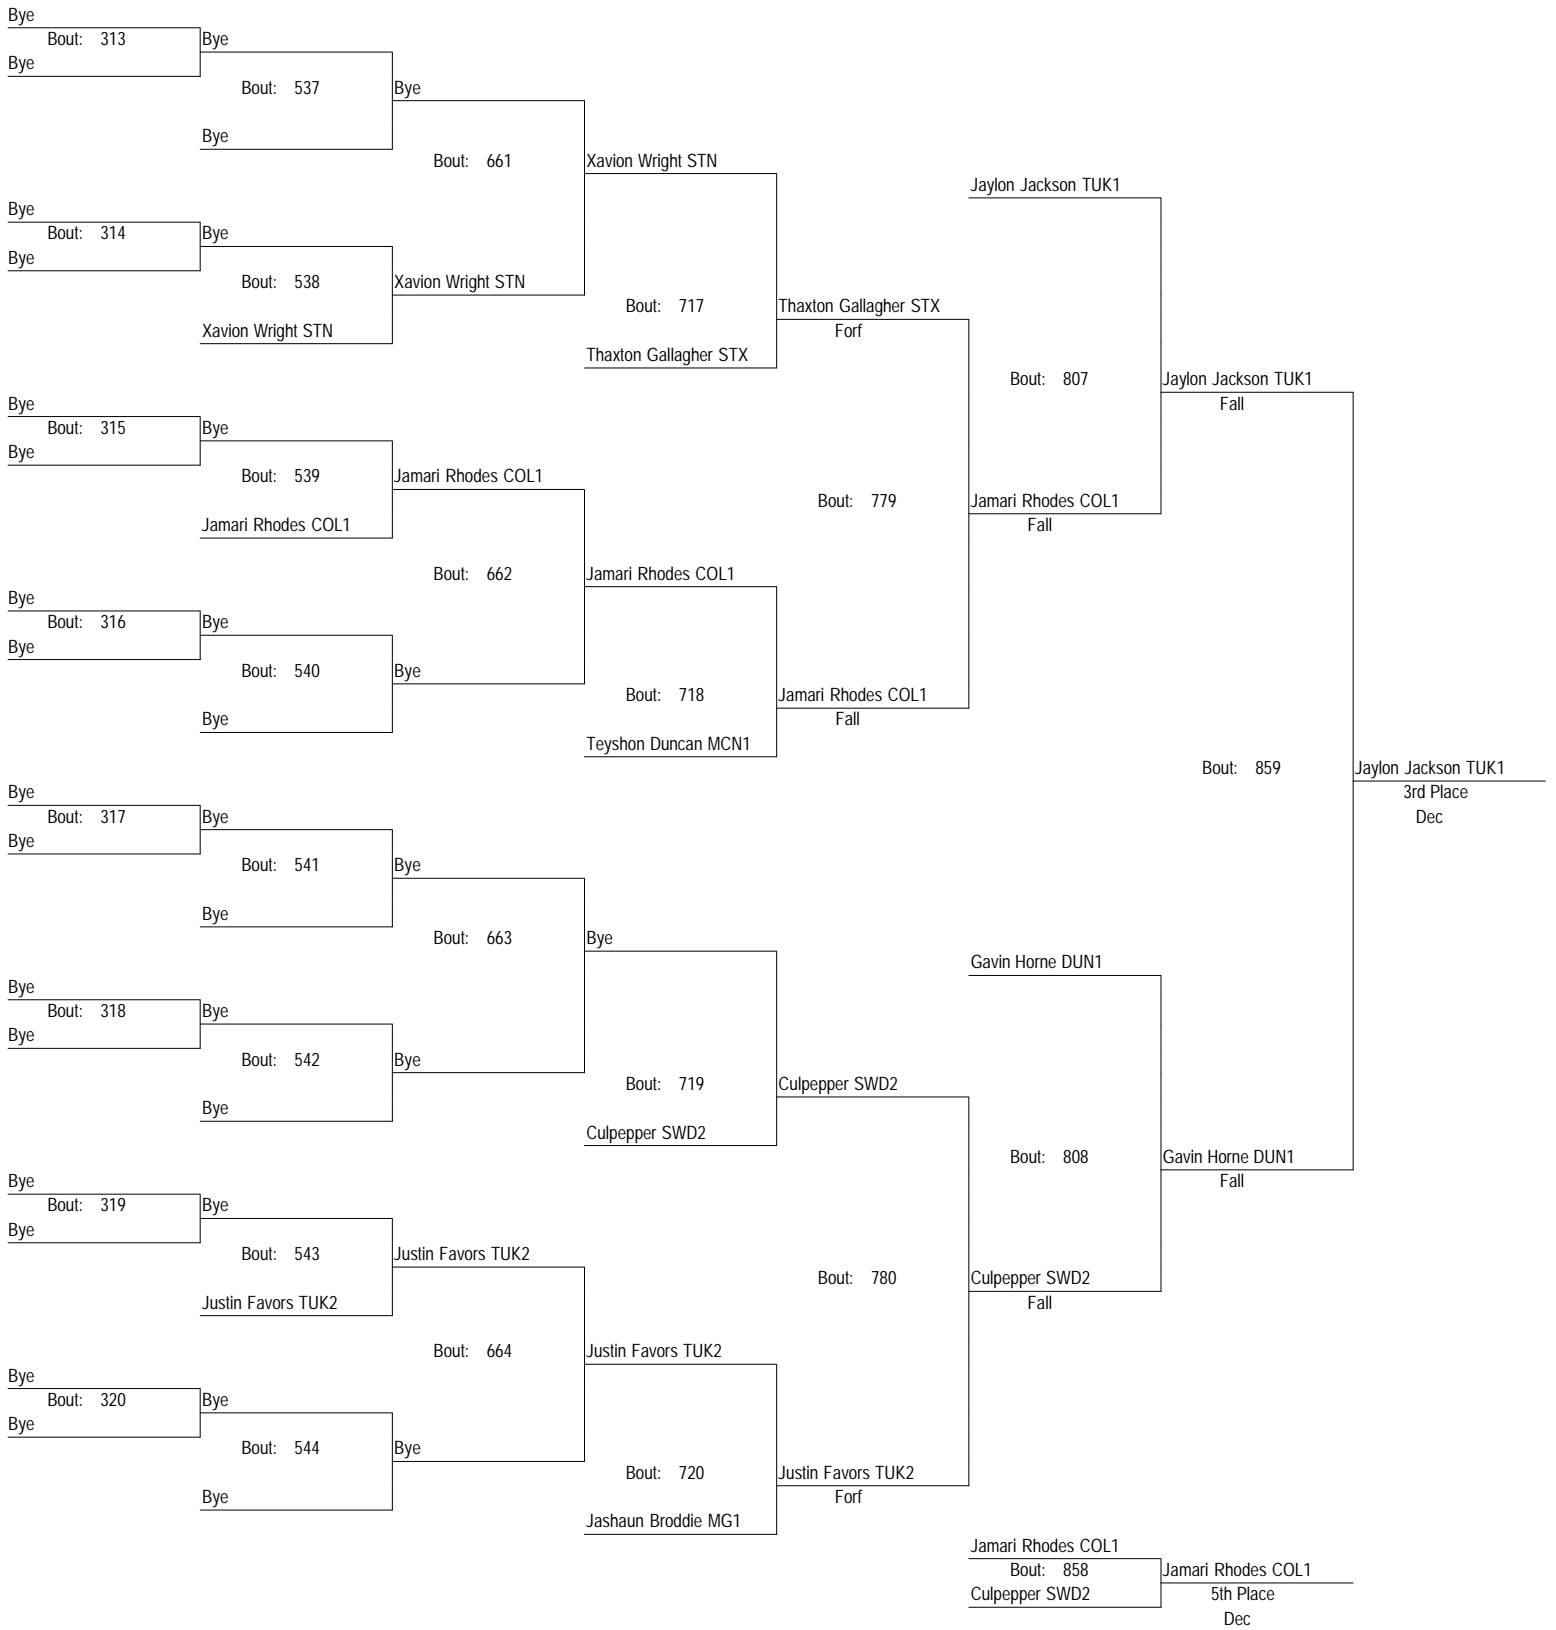 Bye
Bout: 313
Bye
Bye
Bout: 537
Bye
Bye
Bout: 661
Xavion Wright STN
Jaylon Jackson TUK1
Bye
Bout: 314
Bye
Bye
Bout: 538
Xavion Wright STN
Bout: 717
Thaxton Gallagher STX
Xavion Wright STN
Forf
Thaxton Gallagher STX
Bout: 807
Jaylon Jackson TUK1
Fall
Bye
Bout: 315
Bye
Bye
Bout: 539
Jamari Rhodes COL1
Bout: 779
Jamari Rhodes COL1
Jamari Rhodes COL1
Fall
Bout: 662
Jamari Rhodes COL1
Bye
Bout: 316
Bye
Bye
Bout: 540
Bye
Bout: 718
Jamari Rhodes COL1
Bye
Fall
Teyshon Duncan MCN1
Bout: 859
Jaylon Jackson TUK1
3rd Place
Dec
Bye
Bout: 317
Bye
Bye
Bout: 541
Bye
Bye
Bout: 663
Bye
Gavin Horne DUN1
Bye
Bout: 318
Bye
Bye
Bout: 542
Bye
Bout: 719
Culpepper SWD2
Bye
Culpepper SWD2
Bout: 808
Gavin Horne DUN1
Fall
Bye
Bout: 319
Bye
Bye
Bout: 543
Justin Favors TUK2
Bout: 780
Culpepper SWD2
Justin Favors TUK2
Fall
Bout: 664
Justin Favors TUK2
Bye
Bout: 320
Bye
Bye
Bout: 544
Bye
Bout: 720
Justin Favors TUK2
Bye
Forf
Jashaun Broddie MG1
Jamari Rhodes COL1
Bout: 858
Jamari Rhodes COL1
Culpepper SWD2
5th Place
Dec